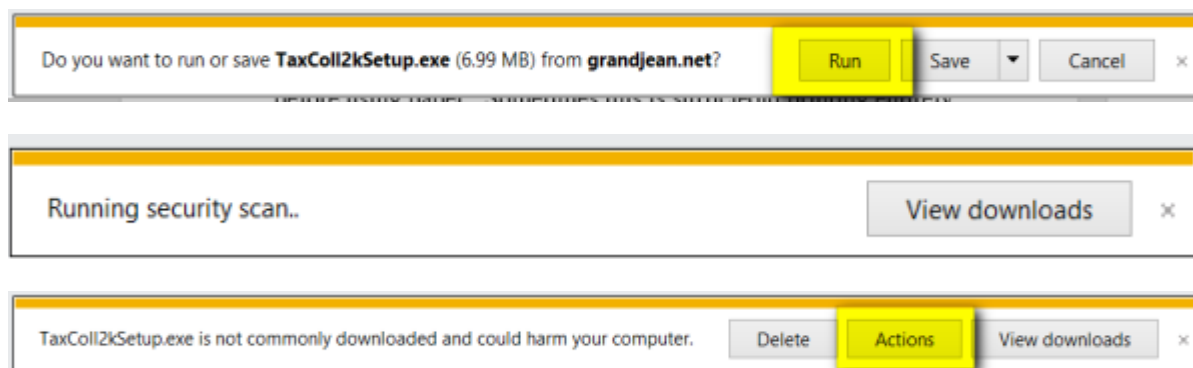 Do you want to run or save TaxColl2kSetup.exe (6.99 MB) from grandjean.net? Run Save Cancel ×
Running security scan.. View downloads ×
TaxColl2kSetup.exe is not commonly downloaded and could harm your computer. Delete Actions View downloads ×